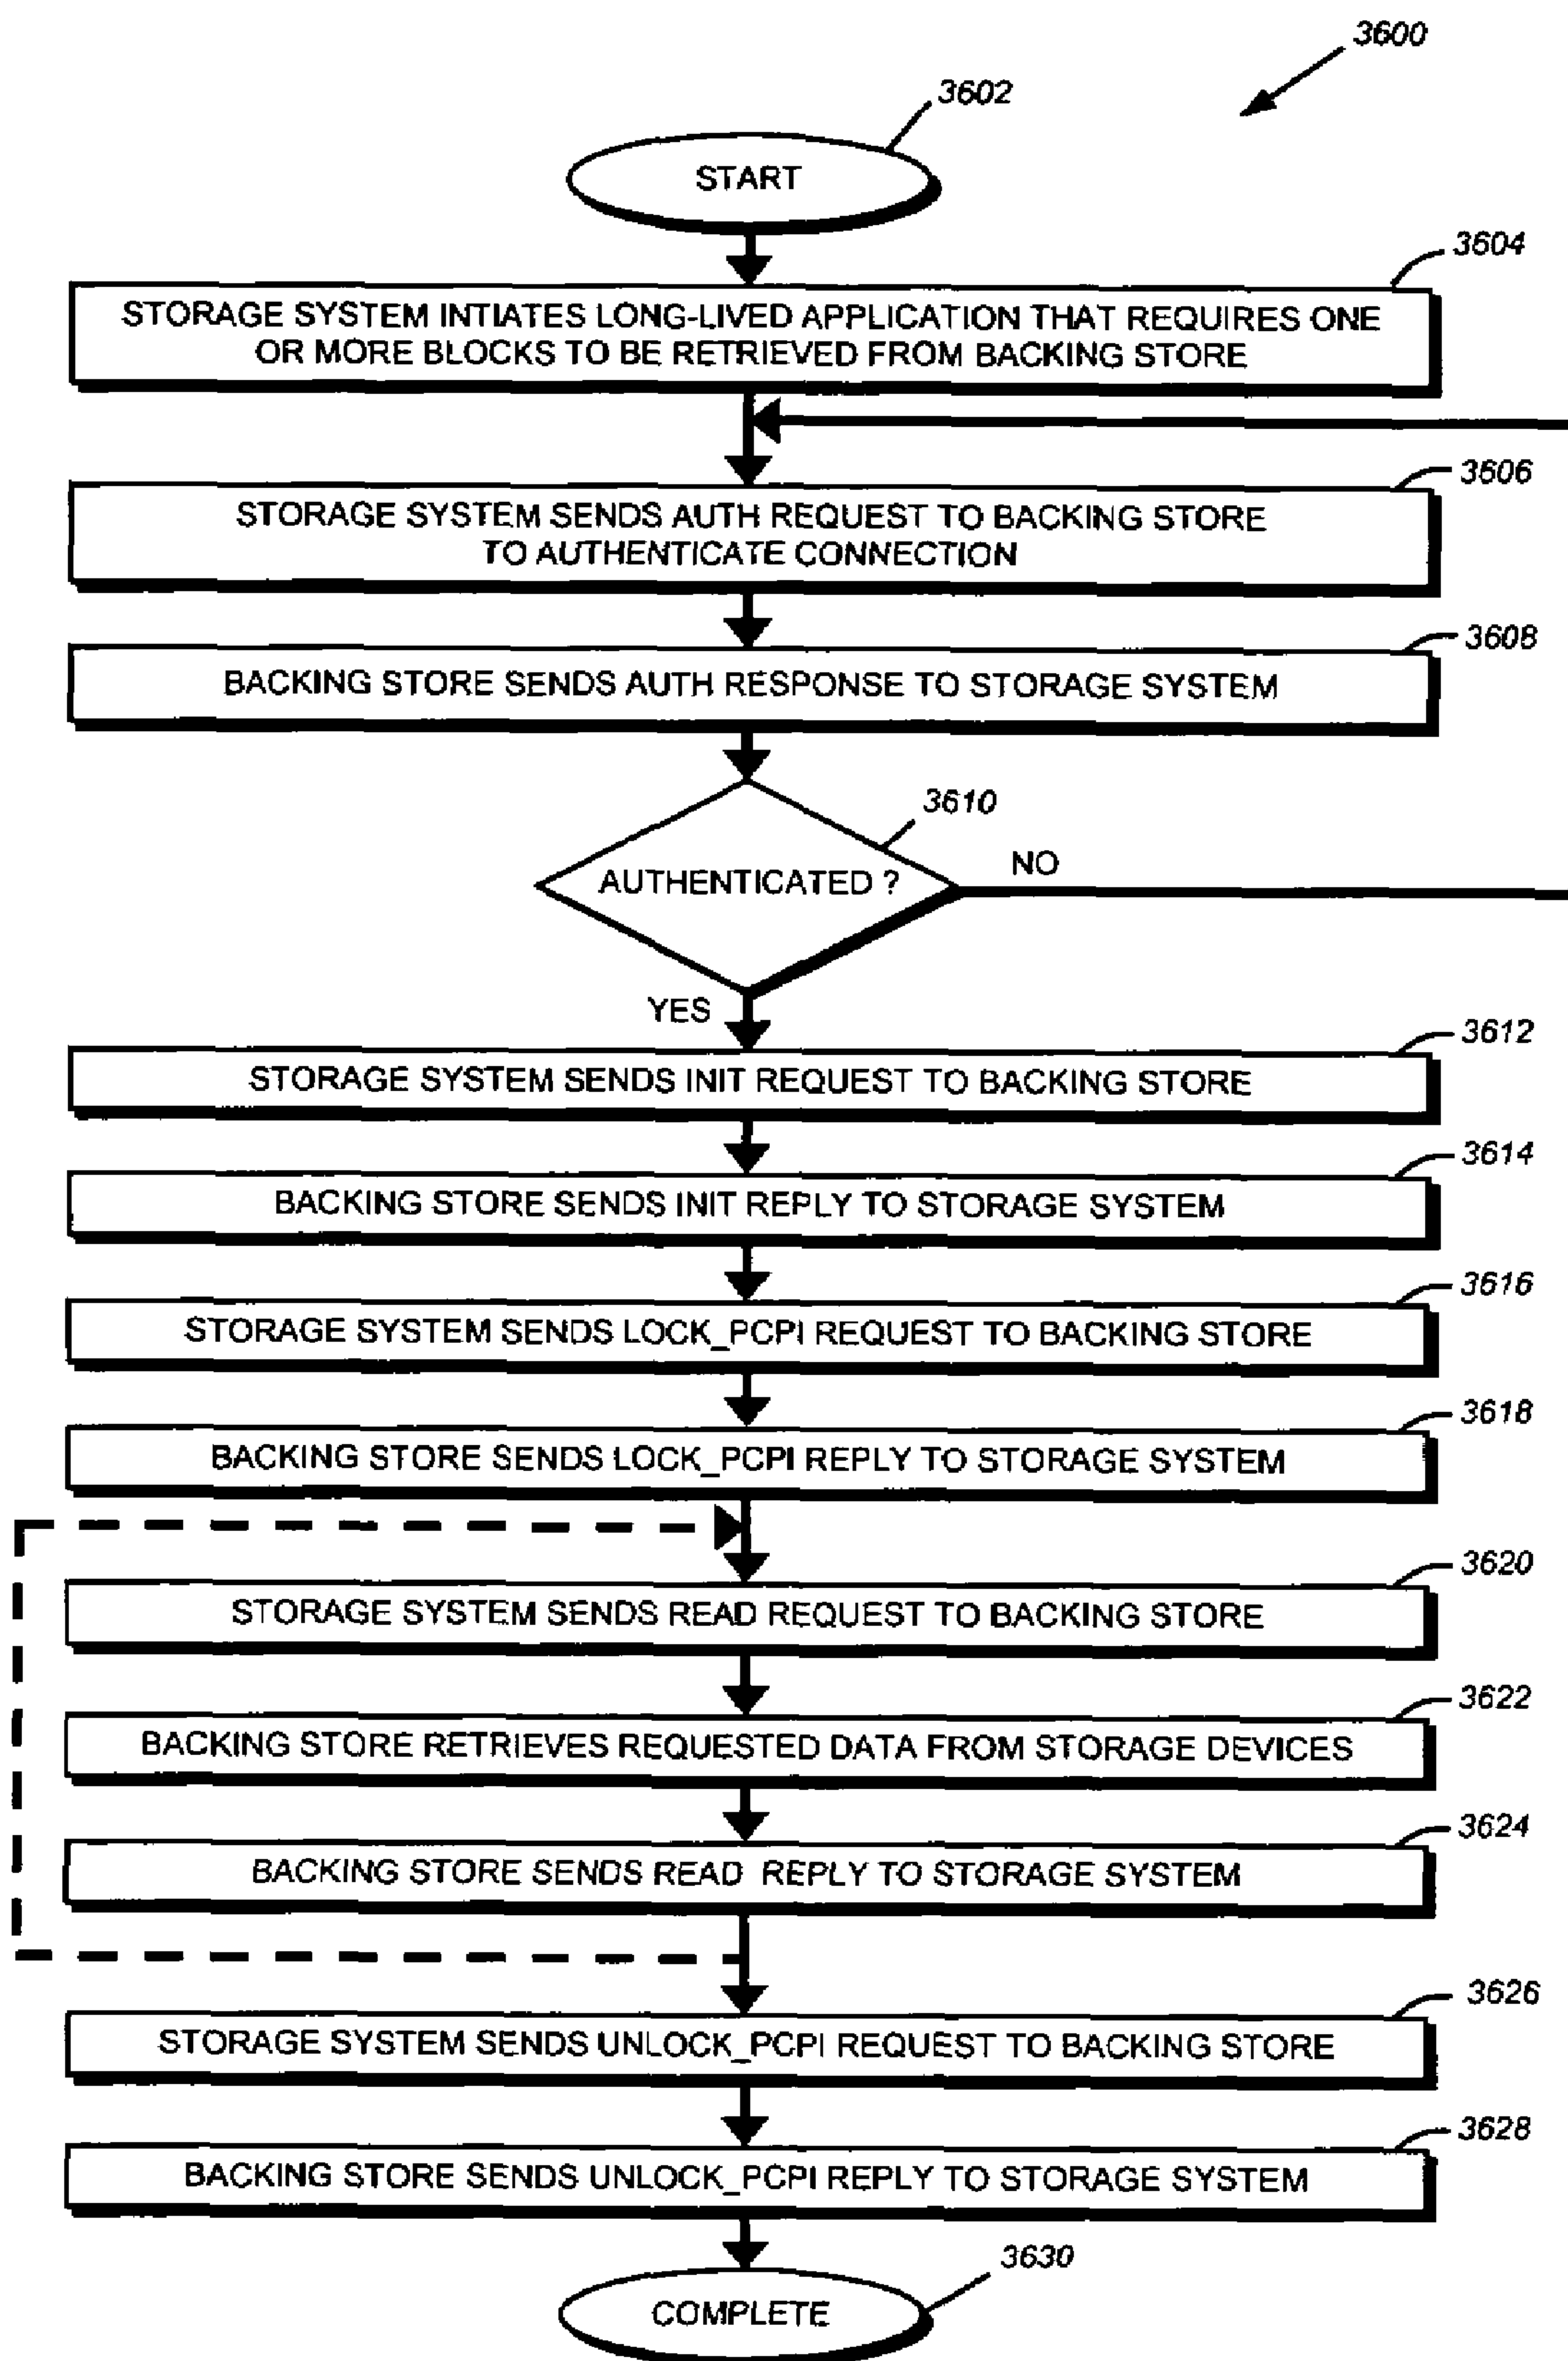 3600
3602
START
3604
STORAGE SYSTEM INTIATES LONG-LIVED APPLICATION THAT REQUIRES ONE
OR MORE BLOCKS TO BE RETRIEVED FROM BACKING STORE
3606
STORAGE SYSTEM SENDS AUTH REQUEST TO BACKING STORE
TO AUTHENTICATE CONNECTION
3608
BACKING STORE SENDS AUTH RESPONSE TO STORAGE SYSTEM
3610
AUTHENTICATED ?
NO
YES
3612
STORAGE SYSTEM SENDS INIT REQUEST TO BACKING STORE
3614
BACKING STORE SENDS INIT REPLY TO STORAGE SYSTEM
3616
STORAGE SYSTEM SENDS LOCK_PCPI REQUEST TO BACKING STORE
3618
BACKING STORE SENDS LOCK_PCPI REPLY TO STORAGE SYSTEM
3620
STORAGE SYSTEM SENDS READ REQUEST TO BACKING STORE
3622
BACKING STORE RETRIEVES REQUESTED DATA FROM STORAGE DEVICES
3624
BACKING STORE SENDS READ REPLY TO STORAGE SYSTEM
3626
STORAGE SYSTEM SENDS UNLOCK_PCPI REQUEST TO BACKING STORE
3628
BACKING STORE SENDS UNLOCK_PCPI REPLY TO STORAGE SYSTEM
3630
COMPLETE